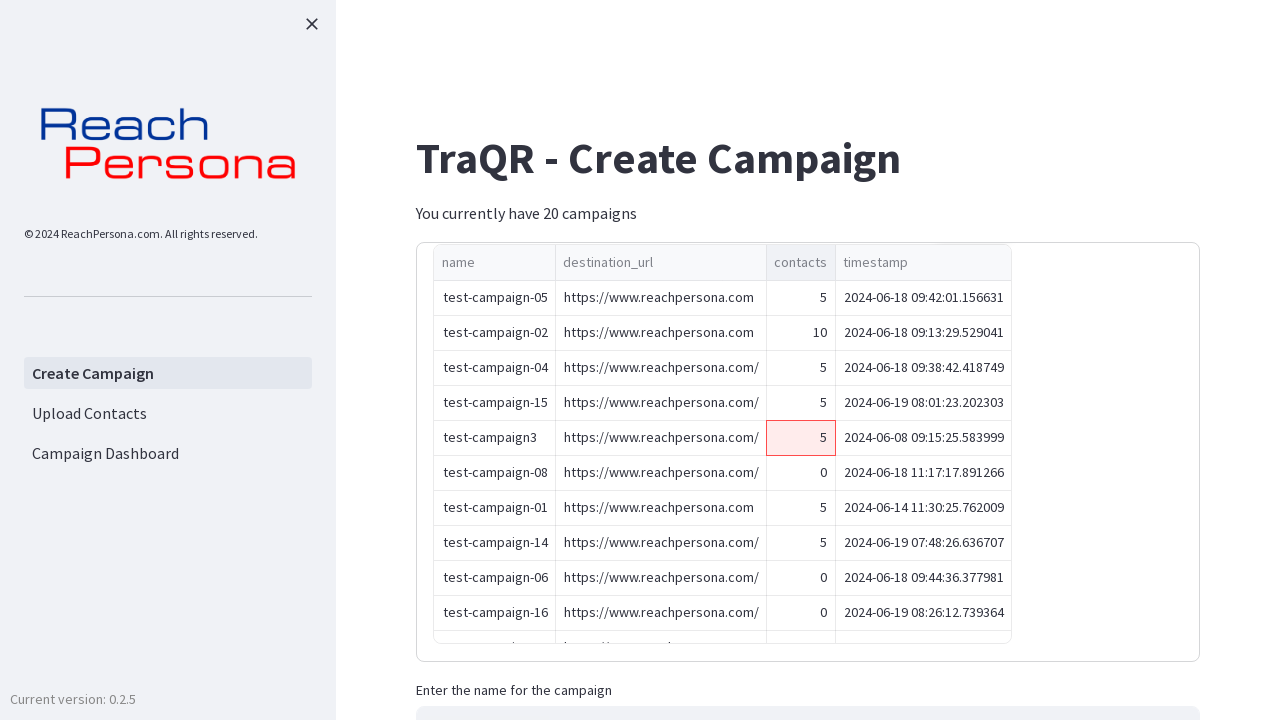 Reach
Persona
© 2024 ReachPersona.com. All rights reserved.
Create Campaign
Upload Contacts
Campaign Dashboard
Current version: 0.2.5
TraQR - Create Campaign
You currently have 20 campaigns
name destination_url contacts timestamp
test-campaign-05 https://www.reachpersona.com 5 2024-06-18 09:42:01.156631
test-campaign-02 https://www.reachpersona.com 10 2024-06-18 09:13:29.529041
test-campaign-04 https://www.reachpersona.com/ 5 2024-06-18 09:38:42.418749
test-campaign-15 https://www.reachpersona.com/ 5 2024-06-19 08:01:23.202303
test-campaign3 https://www.reachpersona.com/ 5 2024-06-08 09:15:25.583999
test-campaign-08 https://www.reachpersona.com/ 0 2024-06-18 11:17:17.891266
test-campaign-01 https://www.reachpersona.com 5 2024-06-14 11:30:25.762009
test-campaign-14 https://www.reachpersona.com/ 5 2024-06-19 07:48:26.636707
test-campaign-06 https://www.reachpersona.com/ 0 2024-06-18 09:44:36.377981
test-campaign-16 https://www.reachpersona.com/ 0 2024-06-19 08:26:12.739364
Enter the name for the campaign